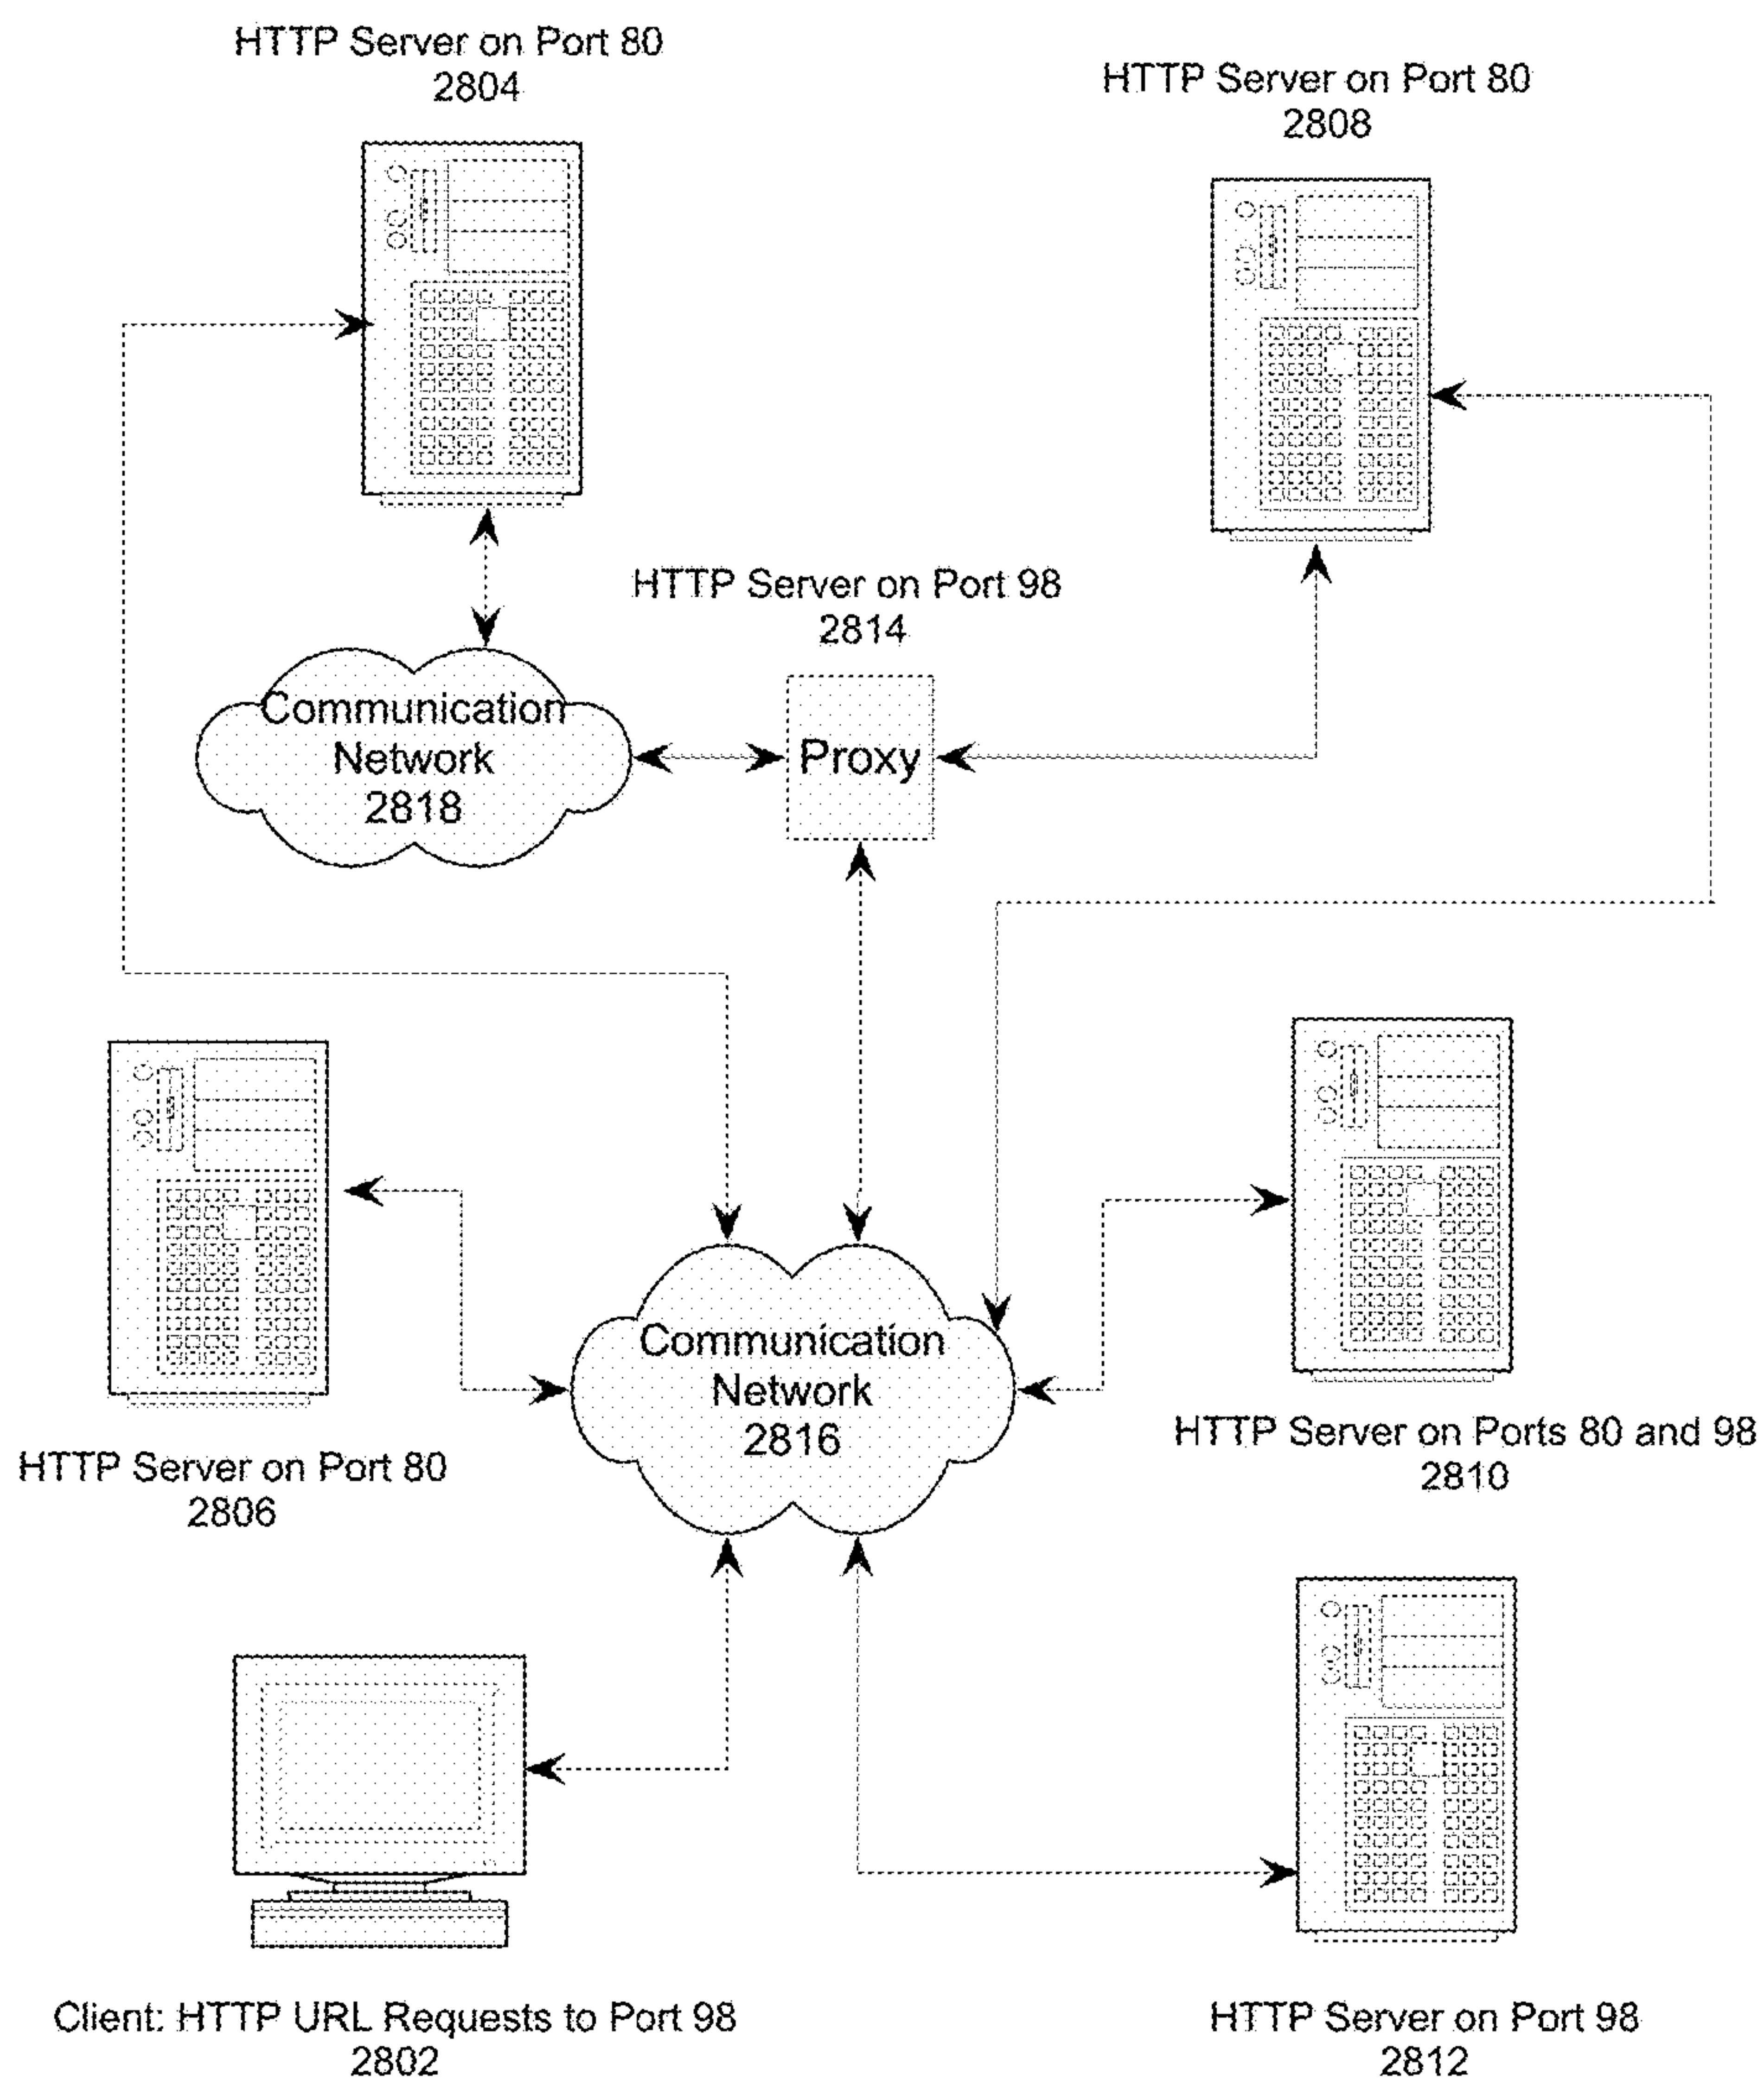 HTTP Server on Port 80
2804
HTTP Server on Port 80
2808
HTTP Server on Port 98
2814
Communication
Network
2818
Proxy
Communication
Network
2816
HTTP Server on Port 80
2806
HTTP Server on Ports 80 and 98
2810
Client: HTTP URL Requests to Port 98
2802
HTTP Server on Port 98
2812